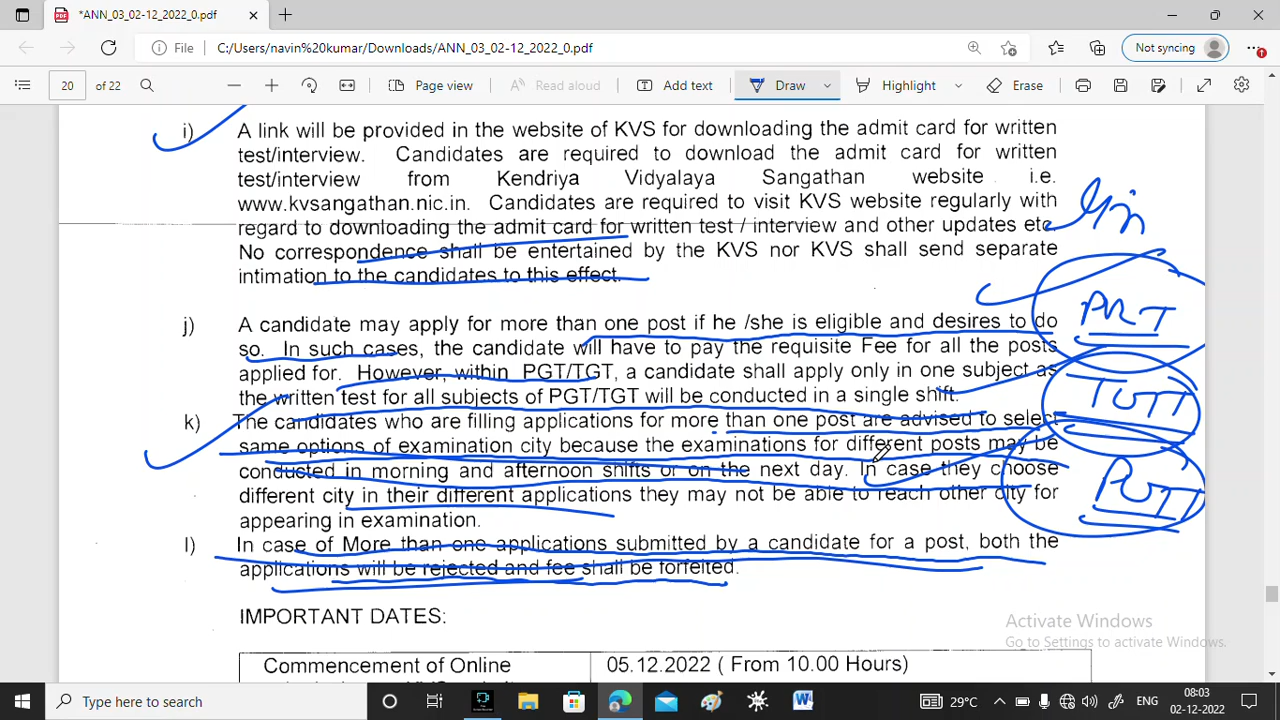 *ANN_03_02-12_2022_0.pdf
File C:/Users/navin%20kumar/Downloads/ANN_03_02-12_2022_0.pdf Not syncing
20 of 22 Page view Read aloud Add text Draw Highlight Erase
i) A link will be provided in the website of KVS for downloading the admit card for written
test/interview. Candidates are required to download the admit card for written
test/interview from Kendriya Vidyalaya Sangathan website i.e.
www.kvsangathan.nic.in. Candidates are required to visit KVS website regularly with
regard to downloading the admit card for written test / interview and other updates etc.
No correspondence shall be entertained by the KVS nor KVS shall send separate
intimation to the candidates to this effect.
j) A candidate may apply for more than one post if he /she is eligible and desires to do
so. In such cases, the candidate will have to pay the requisite Fee for all the posts
applied for. However, within PGT/TGT, a candidate shall apply only in one subject as
the written test for all subjects of PGT/TGT will be conducted in a single shift.
k) The candidates who are filling applications for more than one post are advised to select
same options of examination city because the examinations for different posts may be
conducted in morning and afternoon shifts or on the next day. In case they choose
different city in their different applications they may not be able to reach other city for
appearing in examination.
l) In case of More than one applications submitted by a candidate for a post, both the
applications will be rejected and fee shall be forfeited.
PRT
IMPORTANT DATES:
Commencement of Online 05.12.2022 ( From 10.00 Hours)
Activate Windows
Go to Settings to activate Windows.
Type here to search 29°C ENG 08:03
02-12-2022